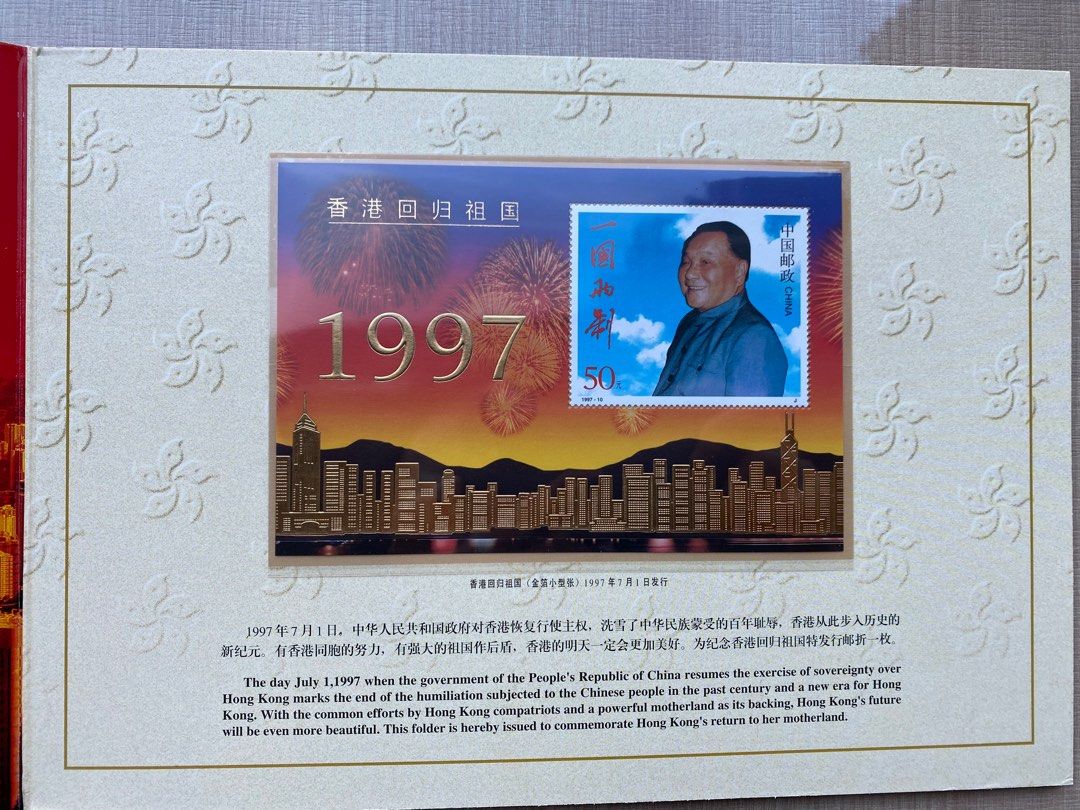 香港回归祖国
1997
一国两制
中国邮政 CHINA
50元
1997-10
J
香港回归祖国（金箔小型张）1997年7月1日发行
1997年7月1日，中华人民共和国政府对香港恢复行使主权，洗雪了中华民族蒙受的百年耻辱，香港从此步入历史的
新纪元。有香港同胞的努力，有强大的祖国作后盾，香港的明天一定会更加美好。为纪念香港回归祖国特发行邮折一枚。
The day July 1,1997 when the government of the People's Republic of China resumes the exercise of sovereignty over
Hong Kong marks the end of the humiliation subjected to the Chinese people in the past century and a new era for Hong
Kong. With the common efforts by Hong Kong compatriots and a powerful motherland as its backing, Hong Kong's future
will be even more beautiful. This folder is hereby issued to commemorate Hong Kong's return to her motherland.